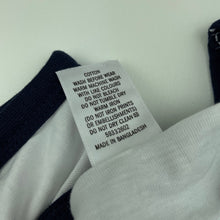 COTTON
WASH BEFORE WEAR
WARM MACHINE WASH
WITH LIKE COLOURS
DO NOT BLEACH
DO NOT TUMBLE DRY
WARM IRON
(DO NOT IRON PRINTS
OR EMBELLISHMENTS)
DO NOT DRY CLEAN
MADE IN BANGLADESH